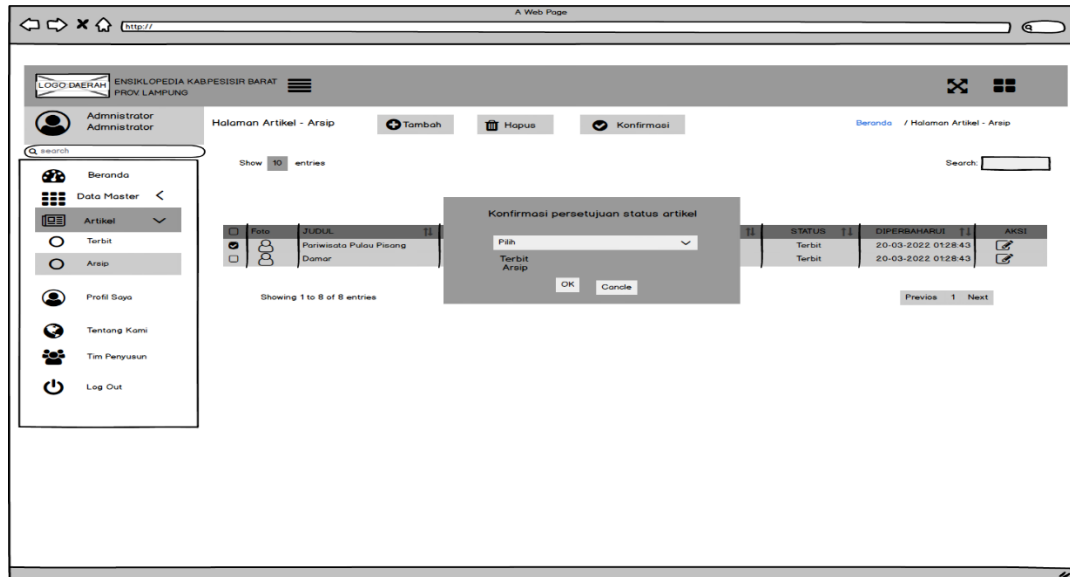 A Web Page
http://
LOGO DAERAH
ENSIKLOPEDIA KAB.PESISIR BARAT
PROV. LAMPUNG
Admnistrator
Admnistrator
Halaman Artikel - Arsip
Tambah
Hapus
Konfirmasi
Beranda / Halaman Artikel - Arsip
search
Show 10 entries
Search:
Beranda
Data Master
Artikel
Terbit
Arsip
Profil Saya
Tentang Kami
Tim Penyusun
Log Out
Konfirmasi persetujuan status artikel
Pilih
Terbit
Arsip
OK
Cancle
Foto JUDUL STATUS DIPERBAHARUI AKSI
Pariwisata Pulau Pisang Terbit 20-03-2022 01:28:43
Damar Terbit 20-03-2022 01:28:43
Showing 1 to 8 of 8 entries
Previos 1 Next